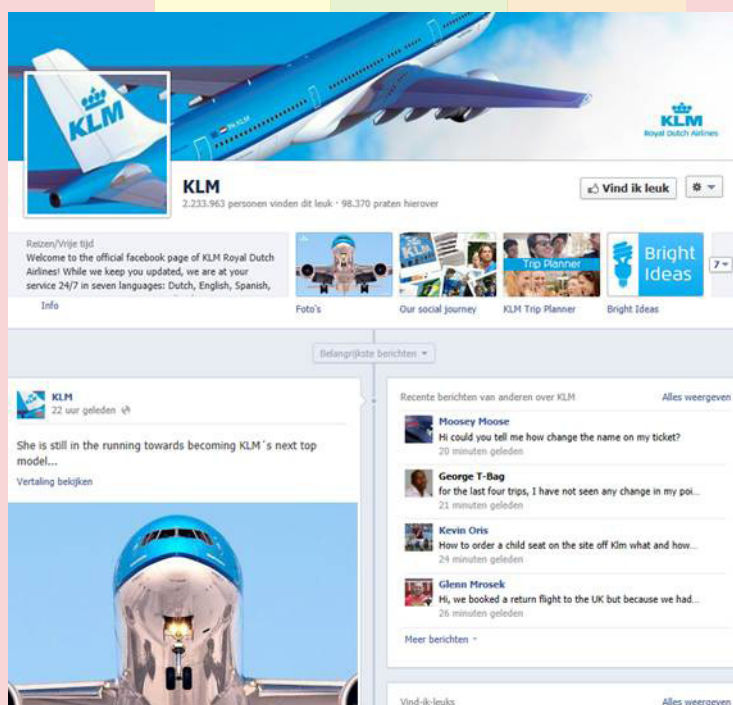 KLM
KLM
Royal Dutch Airlines
KLM
2.233.963 personen vinden dit leuk · 98.370 praten hierover
Vind ik leuk
Reizen/Vrije tijd
Welcome to the official facebook page of KLM Royal Dutch
Airlines! While we keep you updated, we are at your
service 24/7 in seven languages: Dutch, English, Spanish,
Info
Foto's
KLM
Our social journey
Trip Planner
KLM Trip Planner
Bright
Ideas
Bright Ideas
7
Belangrijkste berichten
KLM
22 uur geleden
She is still in the running towards becoming KLM´s next top
model...
Vertaling bekijken
Recente berichten van anderen over KLM
Alles weergeven
Moosey Moose
Hi could you tell me how change the name on my ticket?
20 minuten geleden
George T-Bag
for the last four trips, I have not seen any change in my poi...
21 minuten geleden
Kevin Oris
How to order a child seat on the site off Klm what and how...
24 minuten geleden
Glenn Mrosek
Hi, we booked a return flight to the UK but because we had...
26 minuten geleden
Meer berichten
Vind-ik-leuks
Alles weergeven